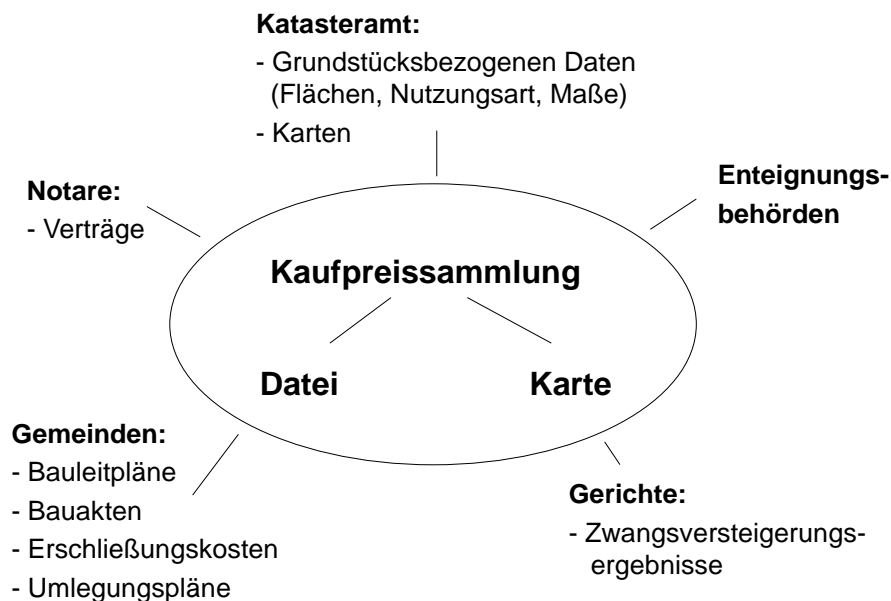 Katasteramt:
- Grundstücksbezogenen Daten
(Flächen, Nutzungsart, Maße)
- Karten
Notare:
- Verträge
Enteignungs-
behörden
Kaufpreissammlung
Datei
Karte
Gemeinden:
- Bauleitpläne
- Bauakten
- Erschließungskosten
- Umlegungspläne
Gerichte:
- Zwangsversteigerungs-
ergebnisse